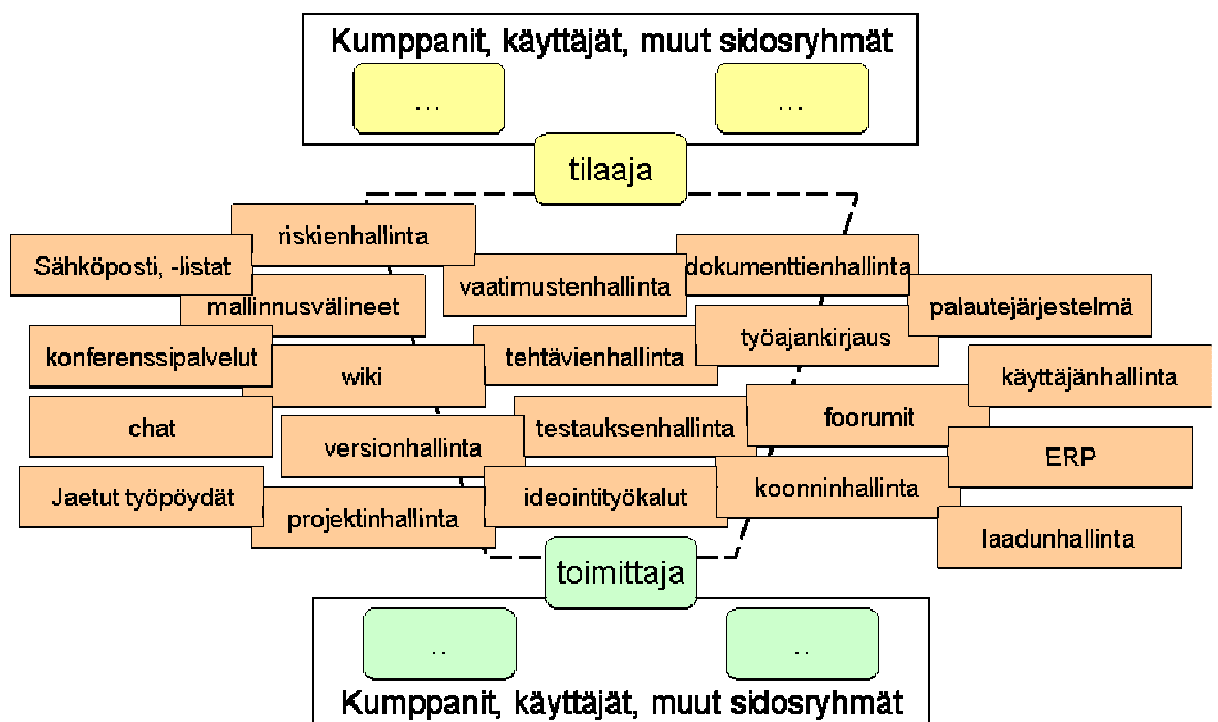 Kumppanit, käyttäjät, muut sidosryhmät
...
...
tilaaja
riskienhallinta
Sähköposti, -listat
vaatimustenhallinta
dokumenttienhallinta
mallinnusvälineet
palautejärjestelmä
konferenssipalvelut
tehtävienhallinta
työajankirjaus
wiki
käyttäjänhallinta
chat
versionhallinta
testauksenhallinta
foorumit
ERP
Jaetut työpöydät
projektinhallinta
ideointityökalut
koonninhallinta
laadunhallinta
toimittaja
..
..
Kumppanit, käyttäjät, muut sidosryhmät